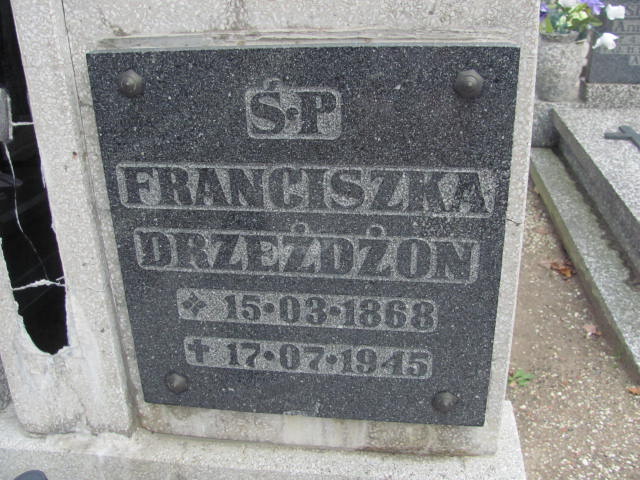 Ś·P
FRANCISZKA
DRZEŻDŻON
15·03·1868
✝ 17·07·1945